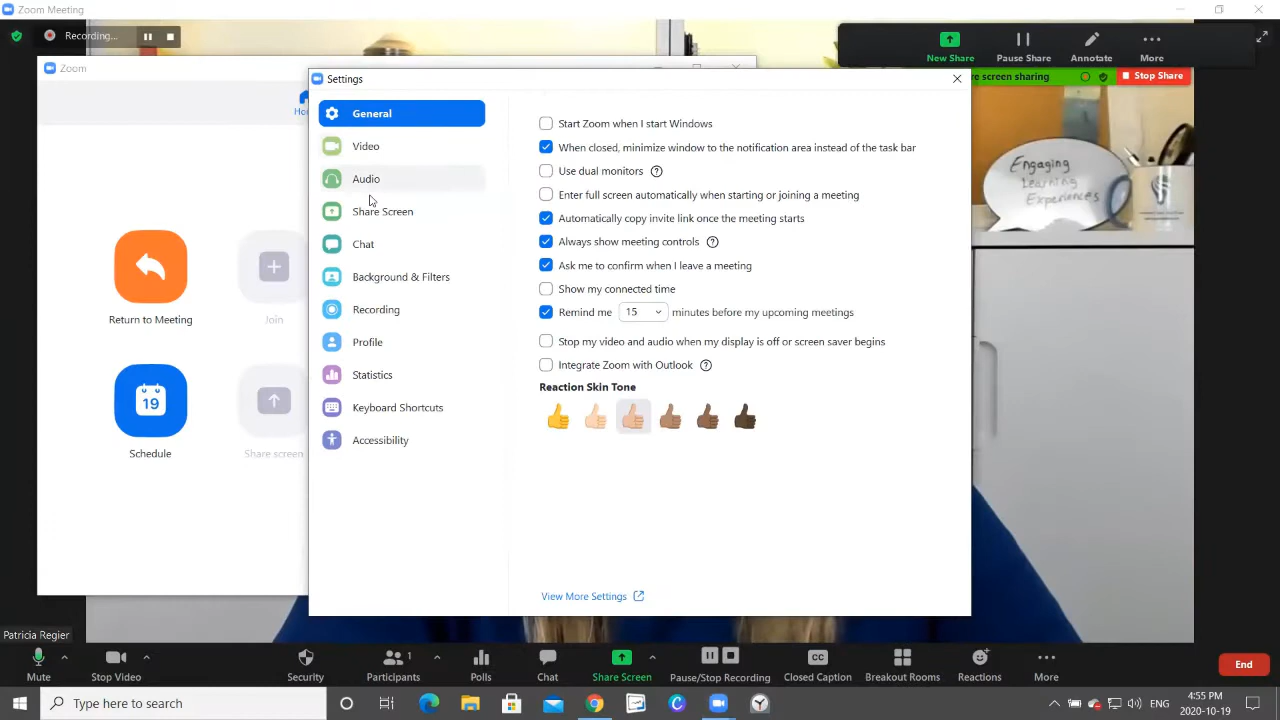 Zoom Meeting
Recording...
New Share
Pause Share
Annotate
More
e screen sharing
Stop Share
Zoom
Settings
General
Video
Audio
Share Screen
Chat
Background & Filters
Recording
Profile
Statistics
Keyboard Shortcuts
Accessibility
Start Zoom when I start Windows
When closed, minimize window to the notification area instead of the task bar
Use dual monitors ?
Enter full screen automatically when starting or joining a meeting
Automatically copy invite link once the meeting starts
Always show meeting controls ?
Ask me to confirm when I leave a meeting
Show my connected time
Remind me 15 minutes before my upcoming meetings
Stop my video and audio when my display is off or screen saver begins
Integrate Zoom with Outlook ?
Reaction Skin Tone
View More Settings
Engaging
Learning
Experiences
Hor
Return to Meeting
Join
19
Schedule
Share screen
Patricia Regier
Mute
Stop Video
Security
1
Participants
Polls
Chat
Share Screen
Pause/Stop Recording
CC
Closed Caption
Breakout Rooms
Reactions
More
End
Type here to search
ENG
4:55 PM
2020-10-19